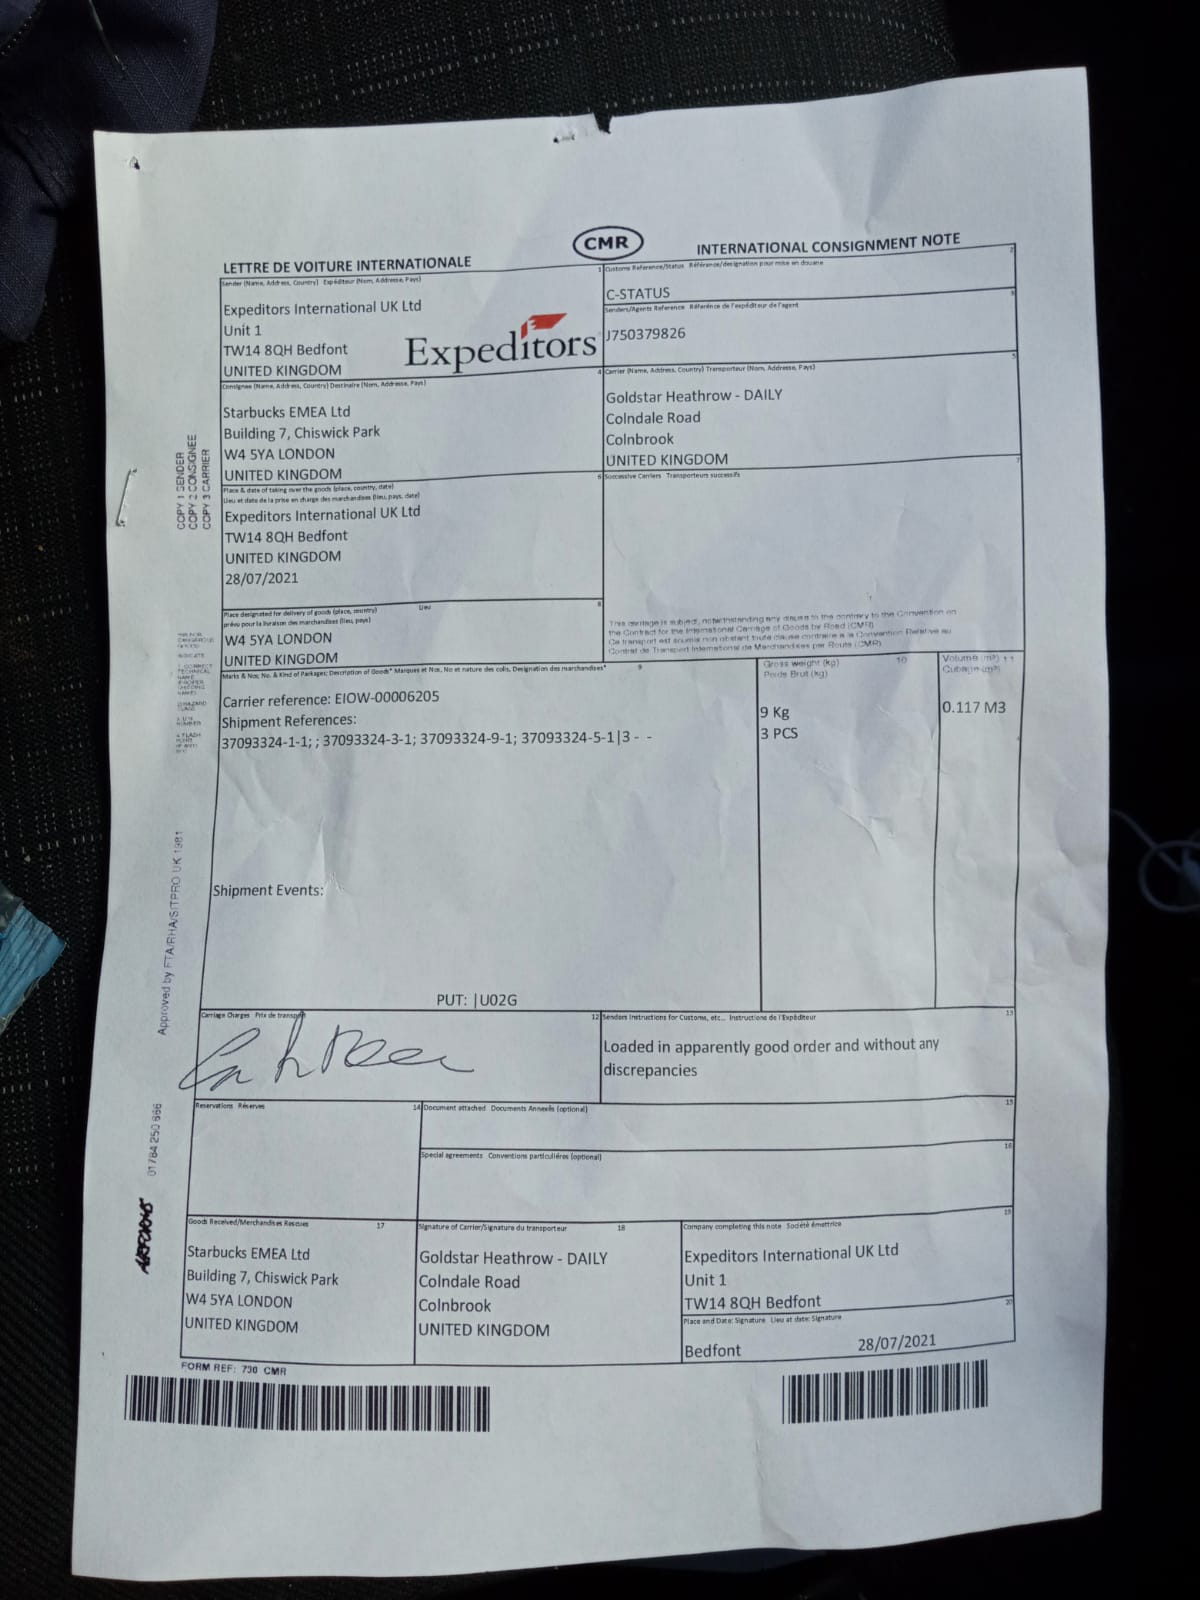 CMR
LETTRE DE VOITURE INTERNATIONALE
INTERNATIONAL CONSIGNMENT NOTE
Sender (Name, Address, Country) Expéditeur (Nom, Addresse, Pays)
1
Expeditors International UK Ltd
Unit 1
TW14 8QH Bedfont
UNITED KINGDOM
Expeditors
Customs Reference/Status Référence/designation pour mise en douane
2
C-STATUS
Senders/Agents Reference Référence de l'expéditeur de l'agent
3
J750379826
Consignee (Name, Address, Country) Destinaire (Nom, Addresse, Pays)
4
Starbucks EMEA Ltd
Building 7, Chiswick Park
W4 5YA LONDON
UNITED KINGDOM
Carrier (Name, Address, Country) Transporteur (Nom, Addresse, Pays)
5
Goldstar Heathrow - DAILY
Colndale Road
Colnbrook
UNITED KINGDOM
COPY 1 SENDER
COPY 2 CONSIGNEE
COPY 3 CARRIER
Place & date of taking over the goods (place, country, date)
6
Lieu et date de la prise en charge des marchandises (lieu, pays, date)
Expeditors International UK Ltd
TW14 8QH Bedfont
UNITED KINGDOM
28/07/2021
Successive Carriers Transporteurs successifs
7
Place designated for delivery of goods (place, country) Lieu
8
prévu pour la livraison des marchandises (lieu, pays)
W4 5YA LONDON
UNITED KINGDOM
This carriage is subject, notwithstanding any clause to the contrary to the Convention on
the Contract for the International Carriage of Goods by Road (CMR)
Ce transport est soumis non obstant toute clause contraire a la Convention Relative au
Contrat de Transport International de Marchandises par Route (CMR)
Marks & Nos; No. & Kind of Packages; Description of Goods* Marques et Nos, No et nature des colis, Designation des marchandises*
9
Carrier reference: EIOW-00006205
Shipment References:
37093324-1-1; ; 37093324-3-1; 37093324-9-1; 37093324-5-1|3 - -
Gross weight (kg) 10
Poids Brut (kg)
9 Kg
3 PCS
Volume (m³) 11
Cubage (m³)
0.117 M3
Shipment Events:
PUT: |U02G
Approved by FTA/RHA/SITPRO UK 1981
Carriage Charges Prix de transport
12
Senders Instructions for Customs, etc... Instructions de l'Expéditeur
13
Loaded in apparently good order and without any
discrepancies
Reservations Réserves
14
Document attached Documents Annexés (optional)
15
Special agreements Conventions particulières (optional)
16
01784 250 666
AIRFORMS
Goods Received/Merchandises Rescues
17
Starbucks EMEA Ltd
Building 7, Chiswick Park
W4 5YA LONDON
UNITED KINGDOM
Signature of Carrier/Signature du transporteur
18
Goldstar Heathrow - DAILY
Colndale Road
Colnbrook
UNITED KINGDOM
Company completing this note Société émettrice
19
Expeditors International UK Ltd
Unit 1
TW14 8QH Bedfont
Place and Date: Signature Lieu at date: Signature
20
Bedfont
28/07/2021
FORM REF: 730 CMR